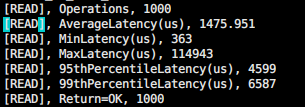 [READ], Operations, 1000
[READ], AverageLatency(us), 1475.951
[READ], MinLatency(us), 363
[READ], MaxLatency(us), 114943
[READ], 95thPercentileLatency(us), 4599
[READ], 99thPercentileLatency(us), 6587
[READ], Return=OK, 1000